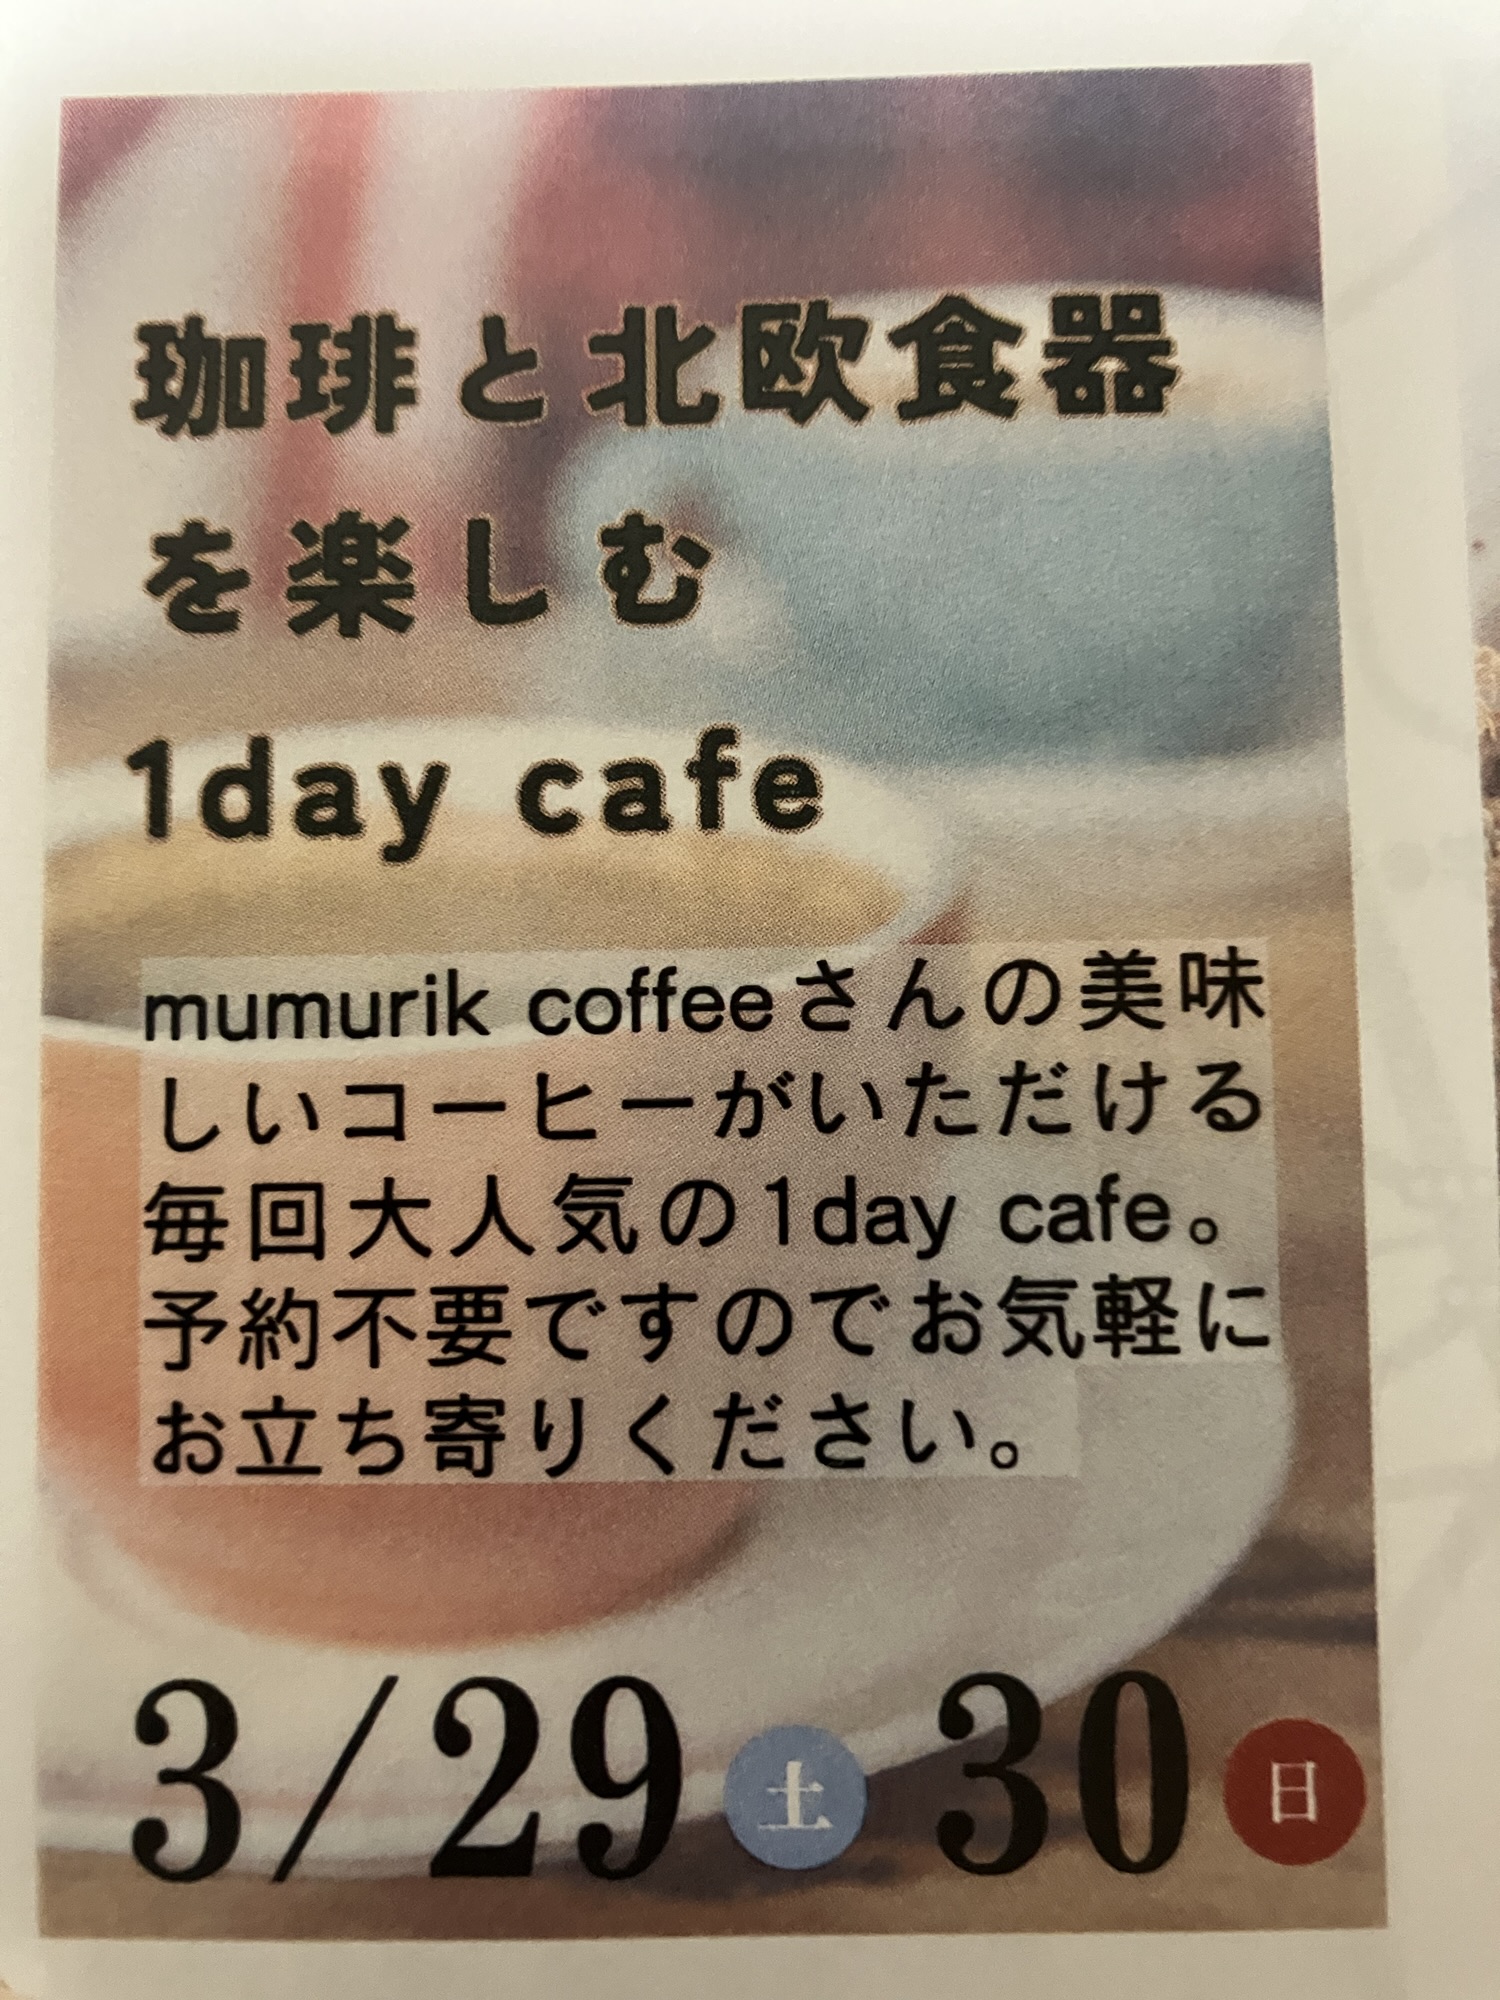 珈琲と北欧食器
を楽しむ
1day cafe
mumurik coffeeさんの美味
しいコーヒーがいただける
毎回大人気の1day cafe。
予約不要ですのでお気軽に
お立ち寄りください。
3/29 土 30 日